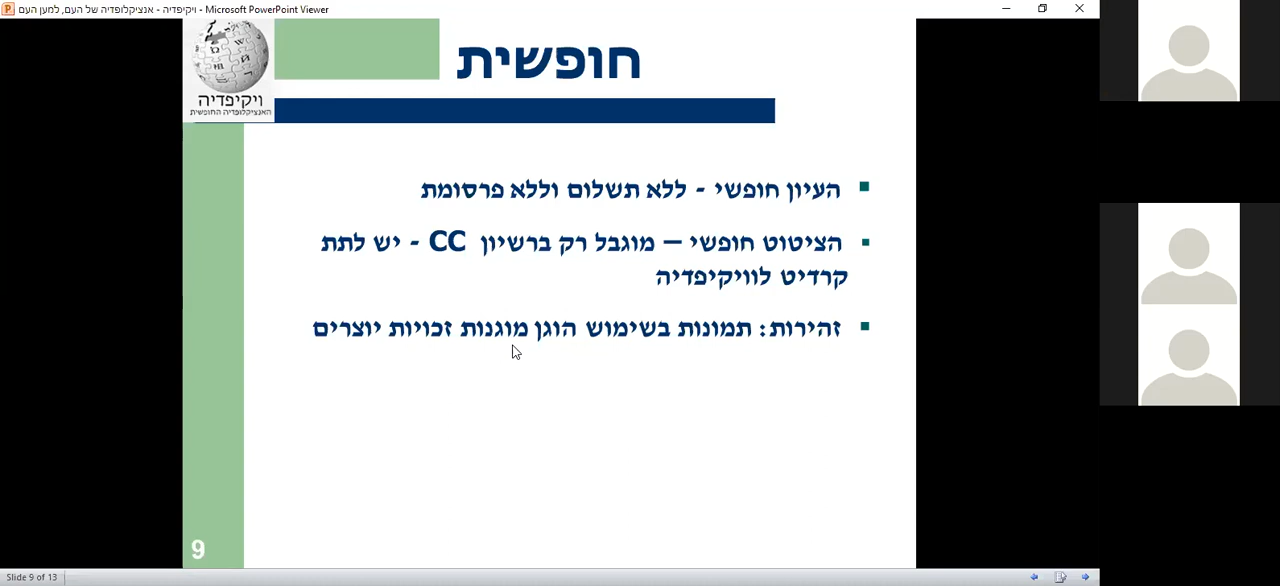 ויקיפדיה - אנציקלופדיה של העם, למען העם - Microsoft PowerPoint Viewer
חופשית
ויקיפדיה
האנציקלופדיה החופשית
העיון חופשי - ללא תשלום וללא פרסומת
הציטוט חופשי – מוגבל רק ברשיון CC - יש לתת
קרדיט לוויקיפדיה
זהירות: תמונות בשימוש הוגן מוגנות זכויות יוצרים
9
Slide 9 of 13